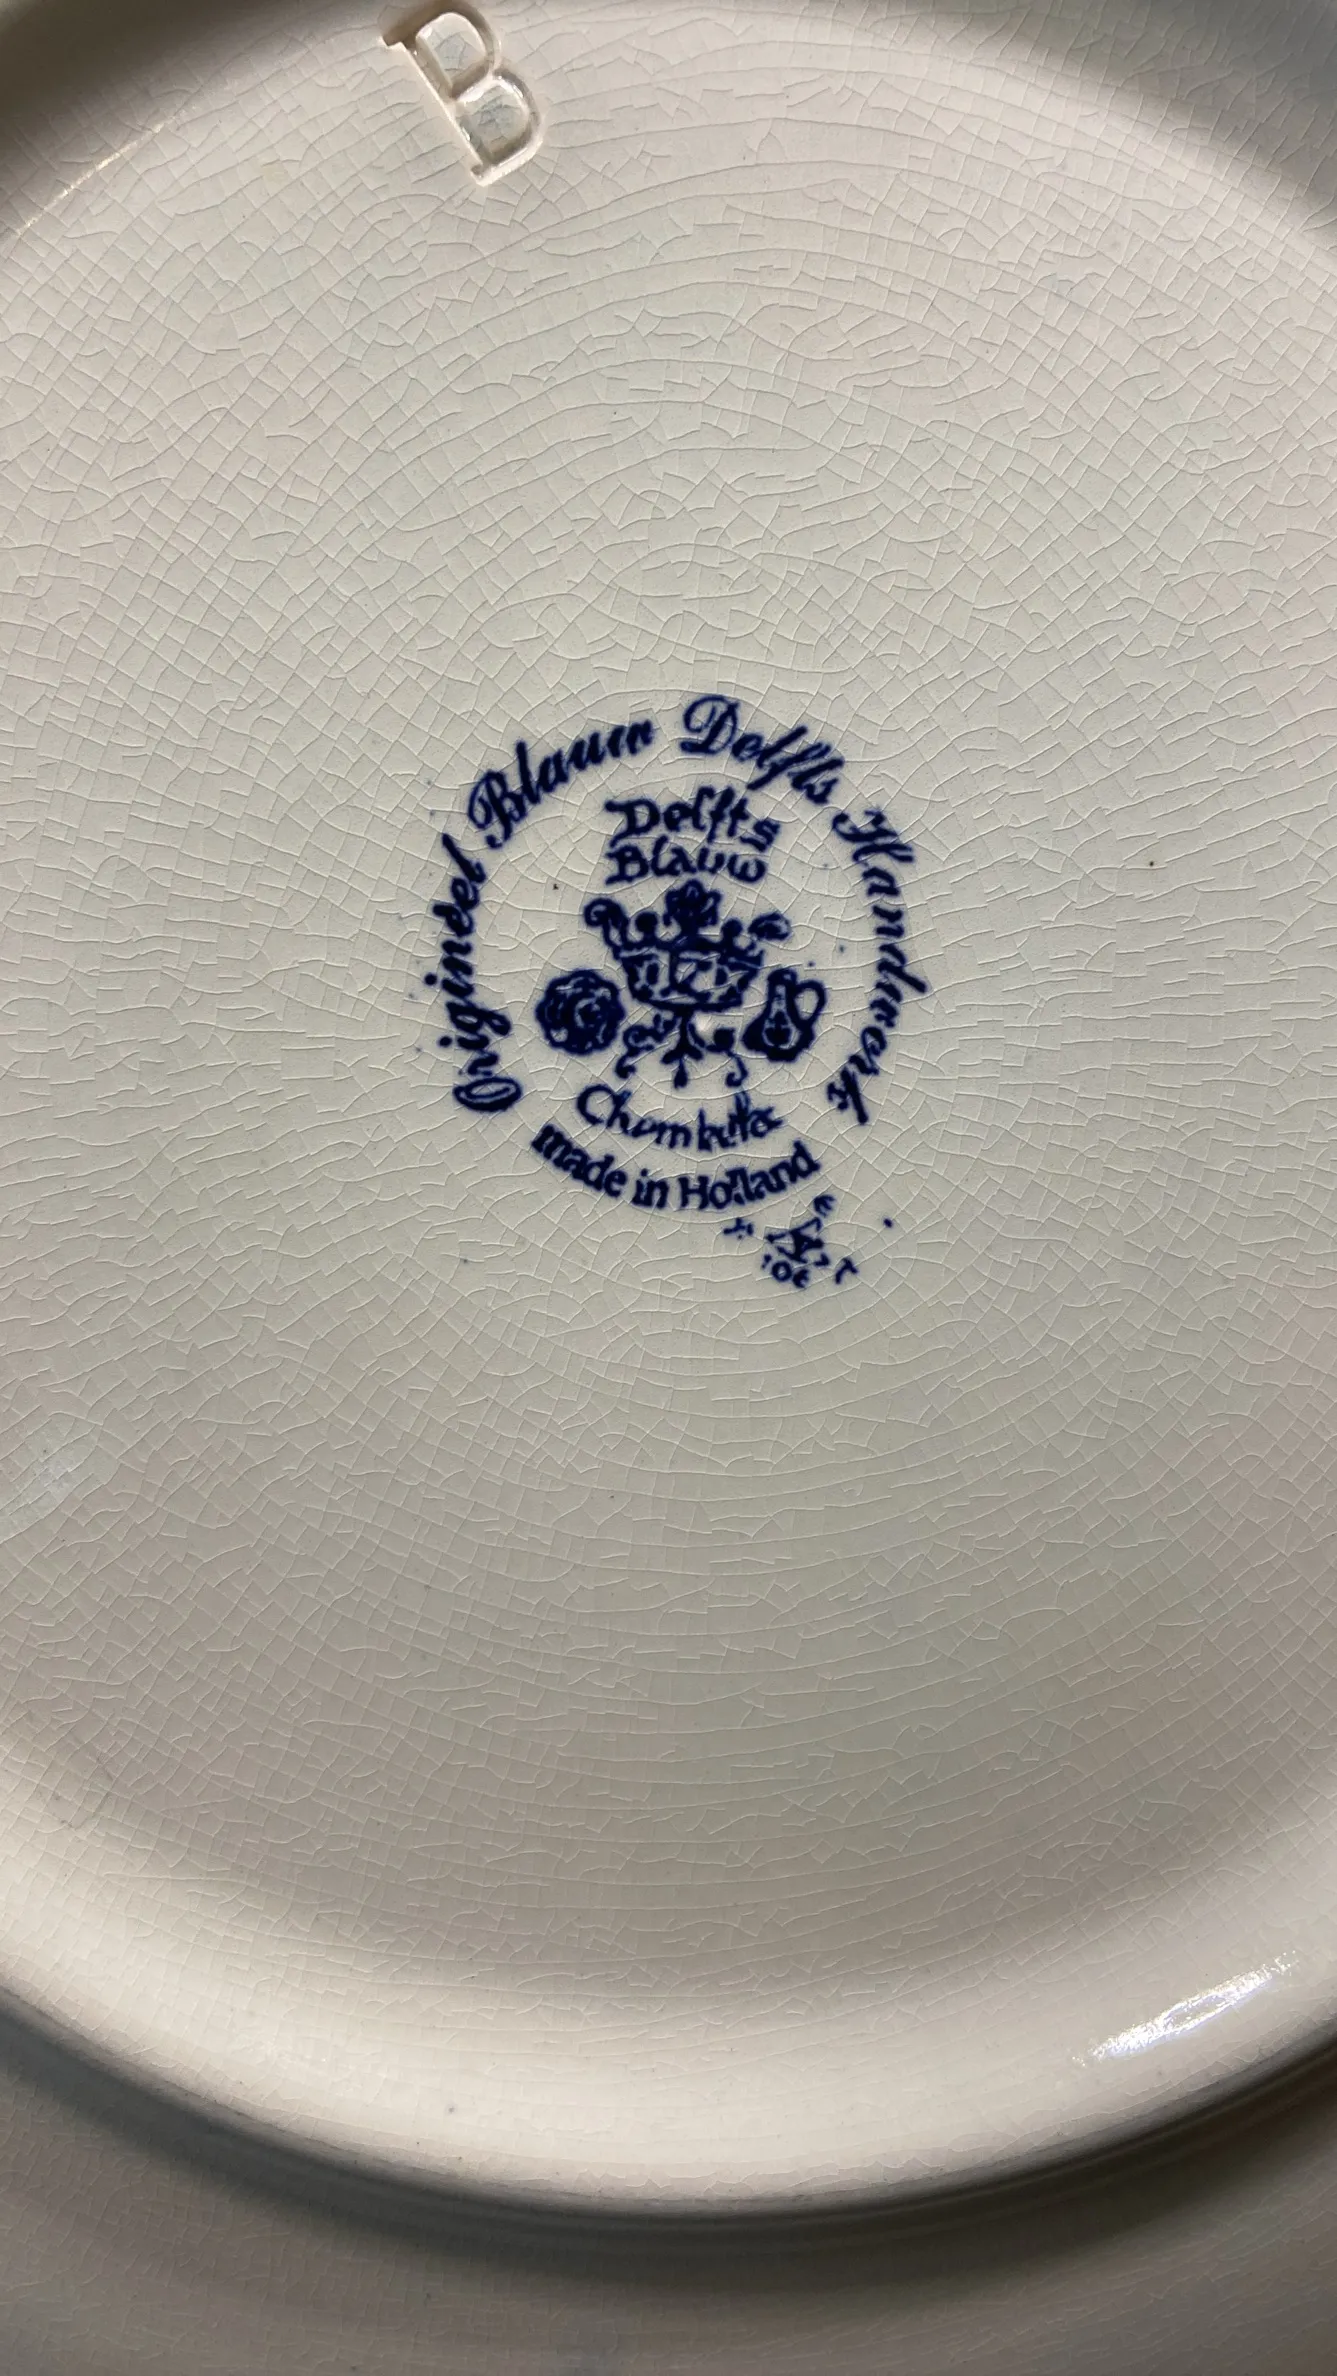 B
Origineel Blauw Delfts Handwerk
Delfts
Blauw
Chemkefa
made in Holland